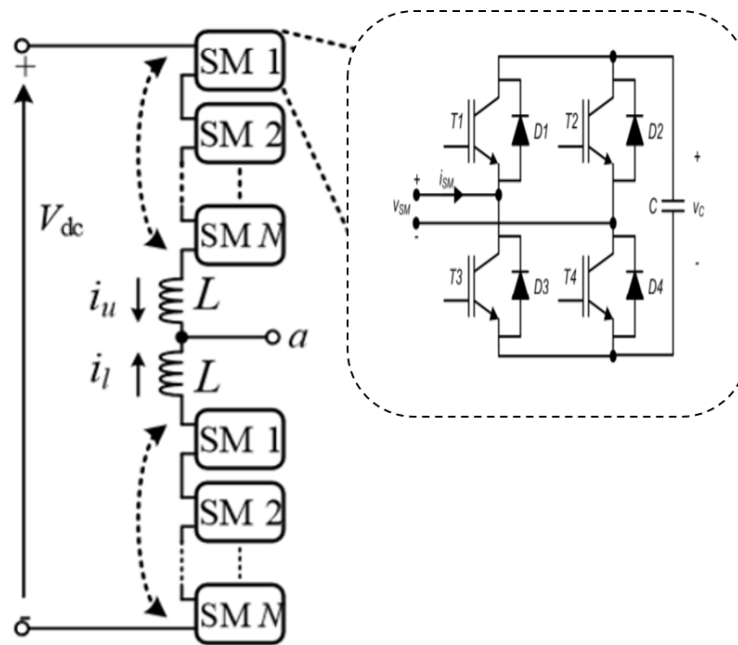 SM 1
+
SM 2
V_dc
SM N
i_u
L
a
i_l
L
SM 1
SM 2
-
SM N
T1
D1
T2
D2
+
i_SM
+
v_SM
C
v_C
-
-
T3
D3
T4
D4